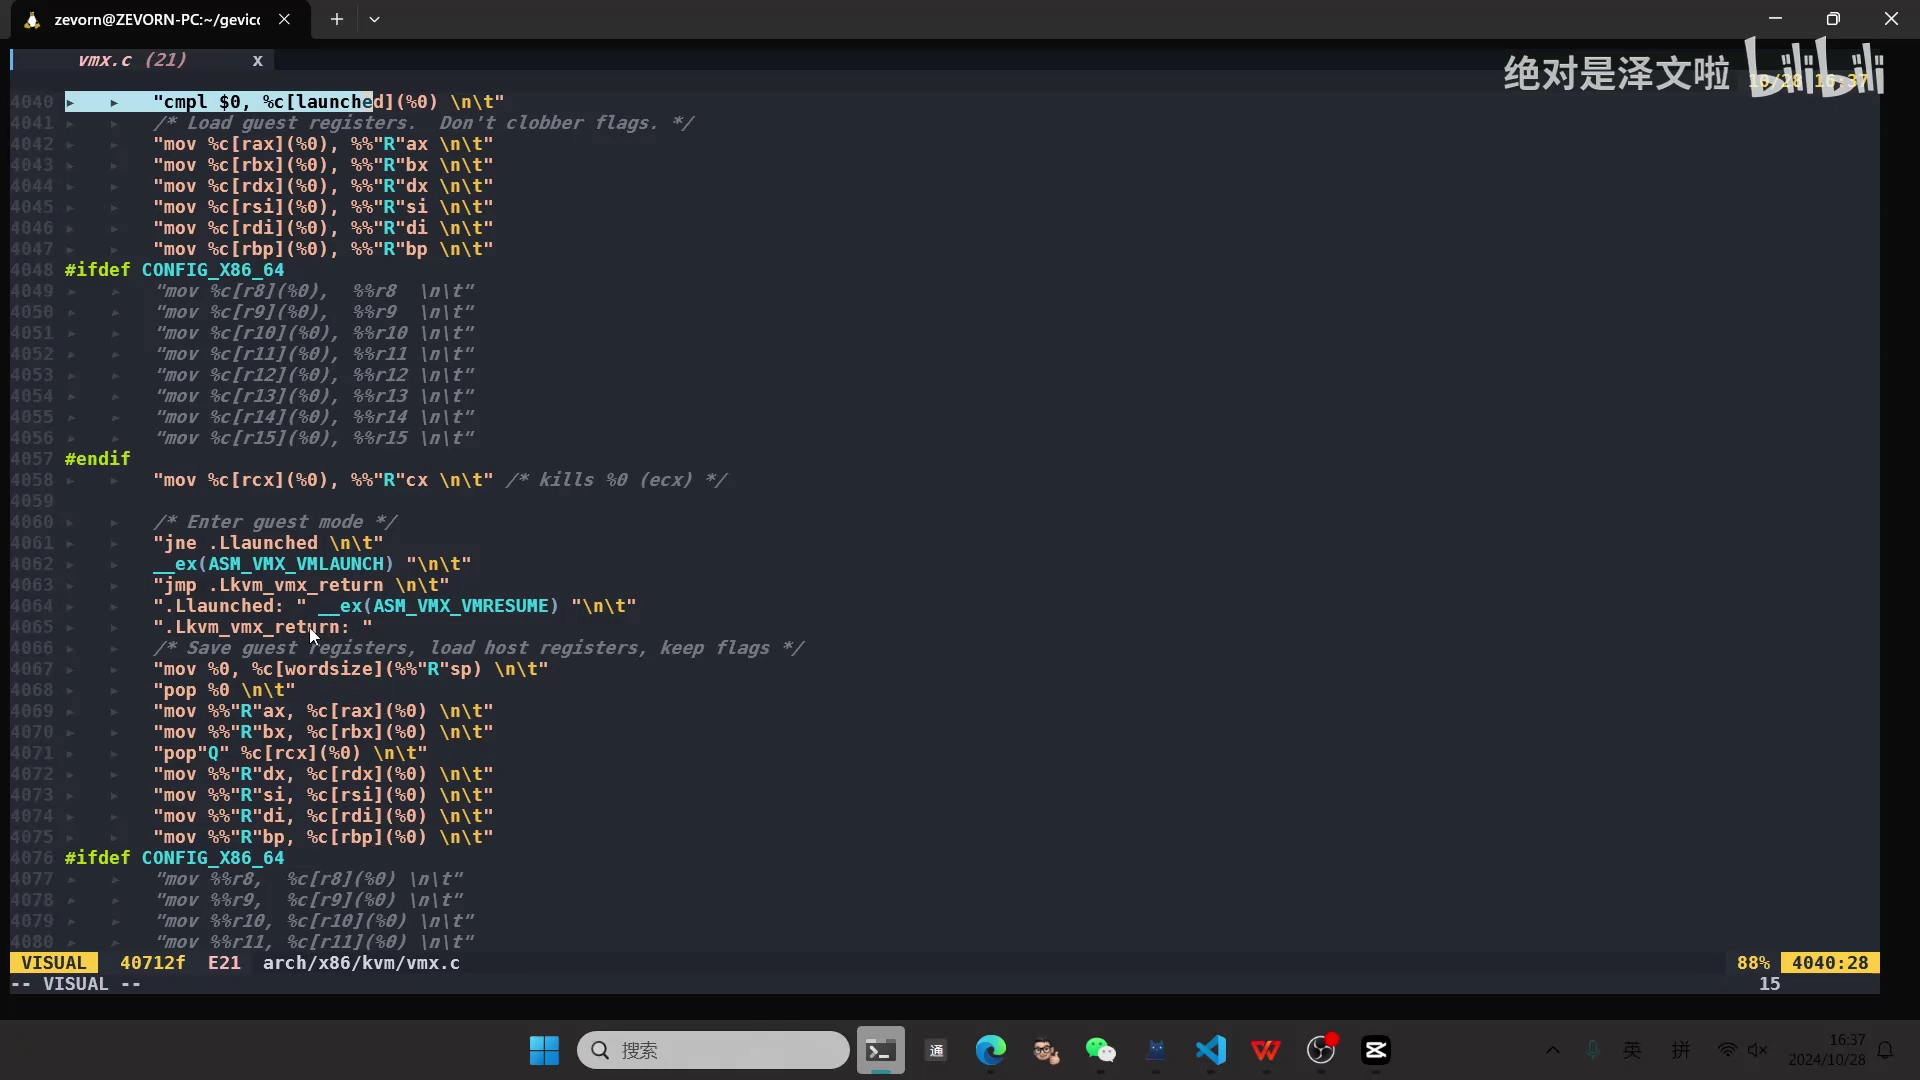 zevorn@ZEVORN-PC:~/gevico
vmx.c (21) x
绝对是泽文啦 bilibili
10/28 16:37
4040 "cmpl $0, %c[launched](%0) \n\t"
4041 /* Load guest registers.  Don't clobber flags. */
4042 "mov %c[rax](%0), %%"R"ax \n\t"
4043 "mov %c[rbx](%0), %%"R"bx \n\t"
4044 "mov %c[rdx](%0), %%"R"dx \n\t"
4045 "mov %c[rsi](%0), %%"R"si \n\t"
4046 "mov %c[rdi](%0), %%"R"di \n\t"
4047 "mov %c[rbp](%0), %%"R"bp \n\t"
4048 #ifdef CONFIG_X86_64
4049 "mov %c[r8](%0),  %%r8  \n\t"
4050 "mov %c[r9](%0),  %%r9  \n\t"
4051 "mov %c[r10](%0), %%r10 \n\t"
4052 "mov %c[r11](%0), %%r11 \n\t"
4053 "mov %c[r12](%0), %%r12 \n\t"
4054 "mov %c[r13](%0), %%r13 \n\t"
4055 "mov %c[r14](%0), %%r14 \n\t"
4056 "mov %c[r15](%0), %%r15 \n\t"
4057 #endif
4058 "mov %c[rcx](%0), %%"R"cx \n\t" /* kills %0 (ecx) */
4059
4060 /* Enter guest mode */
4061 "jne .Llaunched \n\t"
4062 __ex(ASM_VMX_VMLAUNCH) "\n\t"
4063 "jmp .Lkvm_vmx_return \n\t"
4064 ".Llaunched: " __ex(ASM_VMX_VMRESUME) "\n\t"
4065 ".Lkvm_vmx_return: "
4066 /* Save guest registers, load host registers, keep flags */
4067 "mov %0, %c[wordsize](%%"R"sp) \n\t"
4068 "pop %0 \n\t"
4069 "mov %%"R"ax, %c[rax](%0) \n\t"
4070 "mov %%"R"bx, %c[rbx](%0) \n\t"
4071 "pop"Q" %c[rcx](%0) \n\t"
4072 "mov %%"R"dx, %c[rdx](%0) \n\t"
4073 "mov %%"R"si, %c[rsi](%0) \n\t"
4074 "mov %%"R"di, %c[rdi](%0) \n\t"
4075 "mov %%"R"bp, %c[rbp](%0) \n\t"
4076 #ifdef CONFIG_X86_64
4077 "mov %%r8,  %c[r8](%0) \n\t"
4078 "mov %%r9,  %c[r9](%0) \n\t"
4079 "mov %%r10, %c[r10](%0) \n\t"
4080 "mov %%r11, %c[r11](%0) \n\t"
VISUAL 40712f E21 arch/x86/kvm/vmx.c 88% 4040:28
-- VISUAL -- 15
搜索 通 英 拼 16:37
2024/10/28